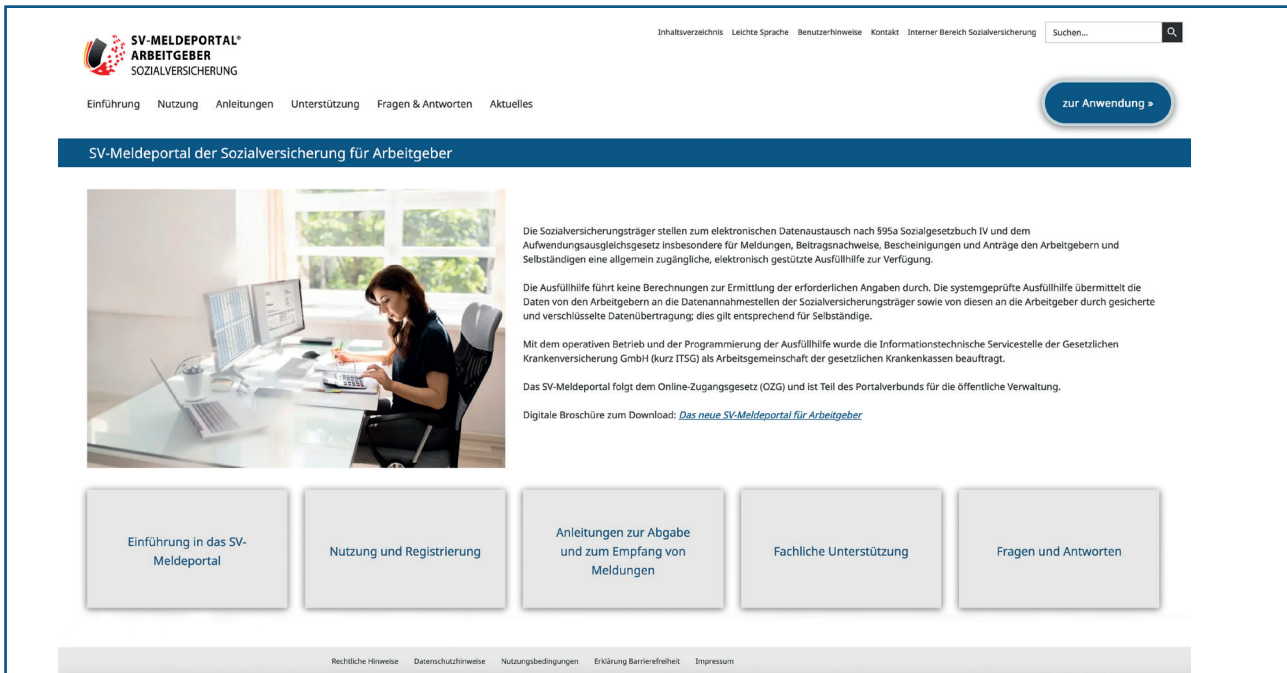 SV-MELDEPORTAL®
ARBEITGEBER
SOZIALVERSICHERUNG
Inhaltsverzeichnis Leichte Sprache Benutzerhinweise Kontakt Interner Bereich Sozialversicherung
Suchen...
Einführung Nutzung Anleitungen Unterstützung Fragen & Antworten Aktuelles
zur Anwendung »
SV-Meldeportal der Sozialversicherung für Arbeitgeber
Die Sozialversicherungsträger stellen zum elektronischen Datenaustausch nach §95a Sozialgesetzbuch IV und dem
Aufwendungsausgleichsgesetz insbesondere für Meldungen, Beitragsnachweise, Bescheinigungen und Anträge den Arbeitgebern und
Selbständigen eine allgemein zugängliche, elektronisch gestützte Ausfüllhilfe zur Verfügung.
Die Ausfüllhilfe führt keine Berechnungen zur Ermittlung der erforderlichen Angaben durch. Die systemgeprüfte Ausfüllhilfe übermittelt die
Daten von den Arbeitgebern an die Datenannahmestellen der Sozialversicherungsträger sowie von diesen an die Arbeitgeber durch gesicherte
und verschlüsselte Datenübertragung; dies gilt entsprechend für Selbständige.
Mit dem operativen Betrieb und der Programmierung der Ausfüllhilfe wurde die Informationstechnische Servicestelle der Gesetzlichen
Krankenversicherung GmbH (kurz ITSG) als Arbeitsgemeinschaft der gesetzlichen Krankenkassen beauftragt.
Das SV-Meldeportal folgt dem Online-Zugangsgesetz (OZG) und ist Teil des Portalverbunds für die öffentliche Verwaltung.
Digitale Broschüre zum Download: Das neue SV-Meldeportal für Arbeitgeber
Einführung in das SV-
Meldeportal
Nutzung und Registrierung
Anleitungen zur Abgabe
und zum Empfang von
Meldungen
Fachliche Unterstützung
Fragen und Antworten
Rechtliche Hinweise Datenschutzhinweise Nutzungsbedingungen Erklärung Barrierefreiheit Impressum